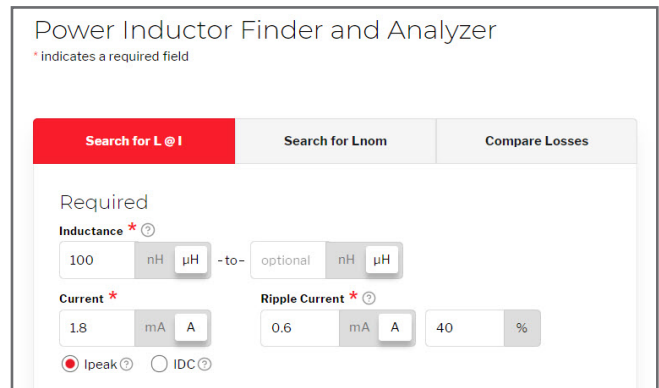 Power Inductor Finder and Analyzer
* indicates a required field
Search for L @ I Search for Lnom Compare Losses
Required
Inductance * ?
100 nH µH -to- optional nH µH
Current * Ripple Current * ?
1.8 mA A 0.6 mA A 40 %
Ipeak ? IDC ?